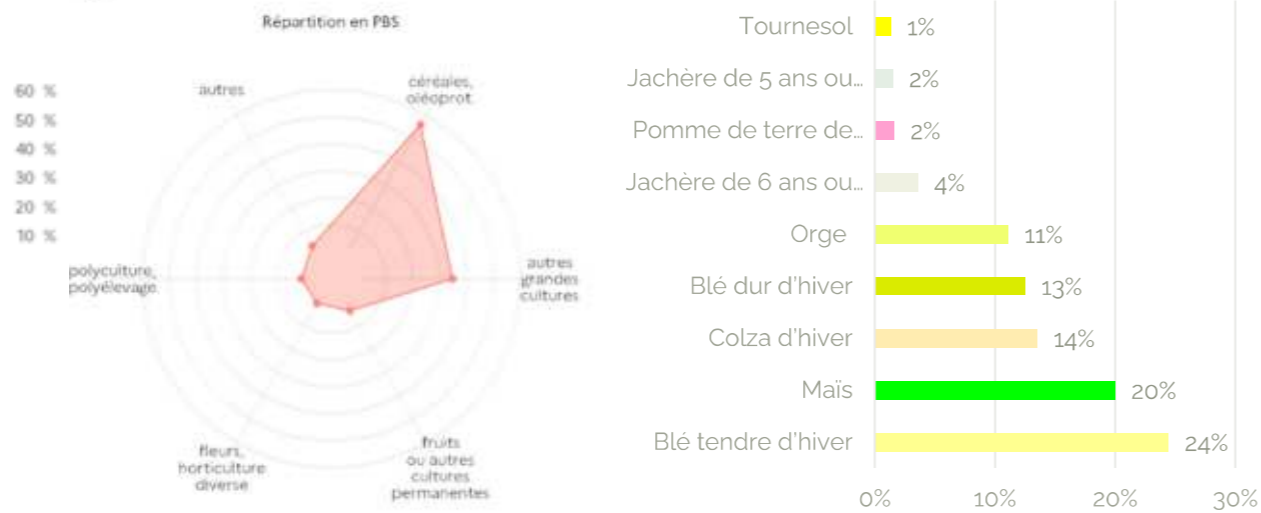 Répartition en PBS
60 %
50 %
40 %
30 %
20 %
10 %
autres
céréales,
oléoprot.
autres
grandes
cultures
fruits
ou autres
cultures
permanentes
fleurs,
horticulture
diverse
polyculture,
polyélevage
Tournesol
1%
Jachère de 5 ans ou…
2%
Pomme de terre de…
2%
Jachère de 6 ans ou…
4%
Orge
11%
Blé dur d’hiver
13%
Colza d’hiver
14%
Maïs
20%
Blé tendre d’hiver
24%
0%
10%
20%
30%